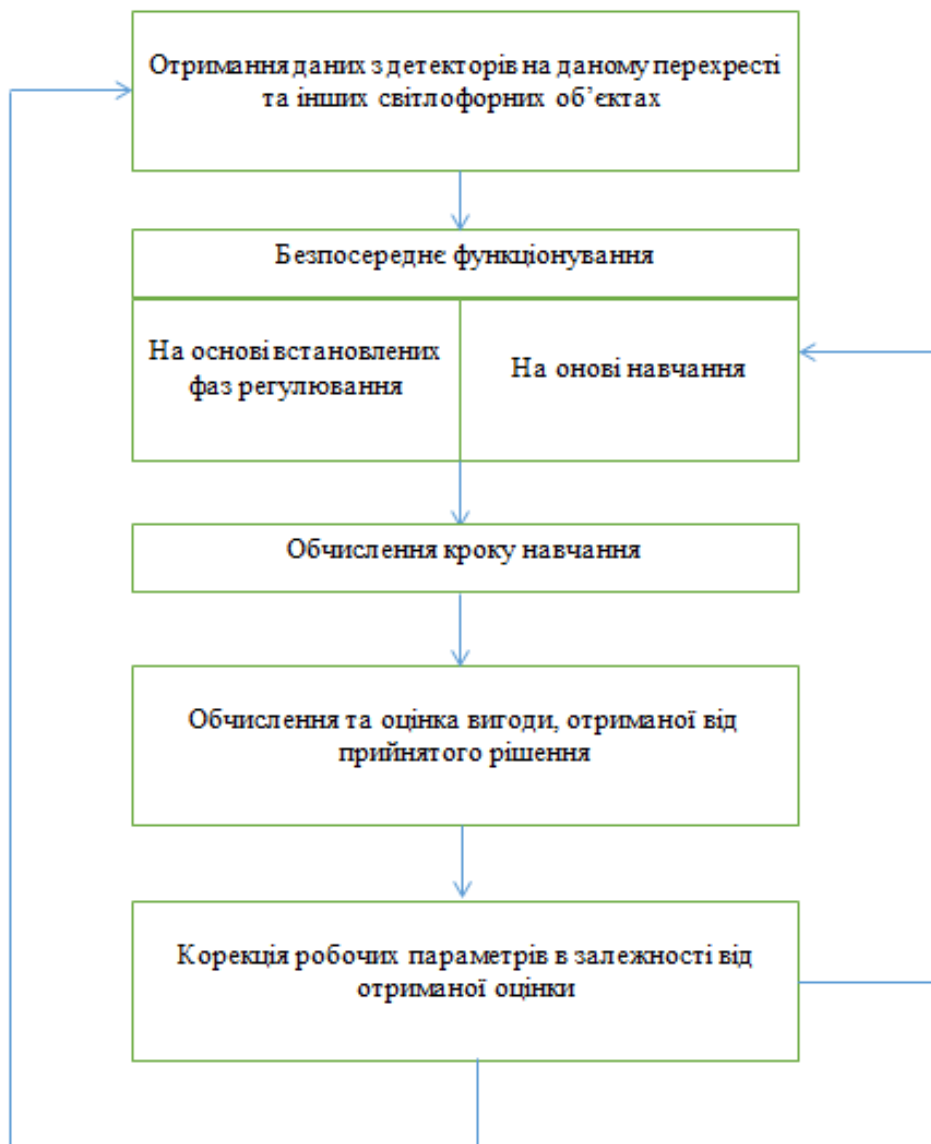 Отримання даних з детекторів на даному перехресті
та інших світлофорних об’єктах
Безпосереднє функціонування
На основі встановлених
фаз регулювання
На онові навчання
Обчислення кроку навчання
Обчислення та оцінка вигоди, отриманої від
прийнятого рішення
Корекція робочих параметрів в залежності від
отриманої оцінки